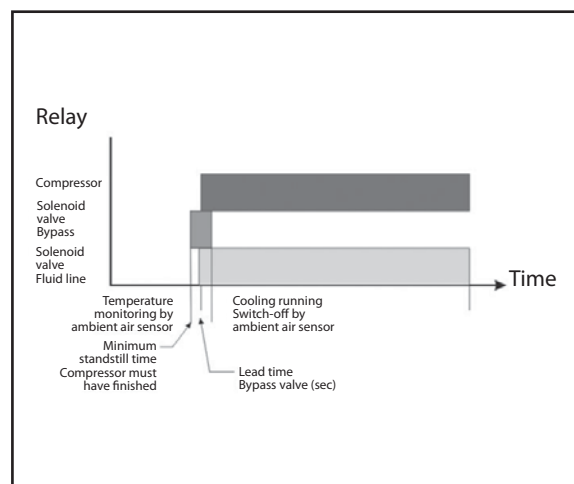 Relay
Compressor
Solenoid
valve
Bypass
Solenoid
valve
Fluid line
Time
Temperature
monitoring by
ambient air sensor
Cooling running
Switch-off by
ambient air sensor
Minimum
standstill time
Compressor must
have finished
Lead time
Bypass valve (sec)